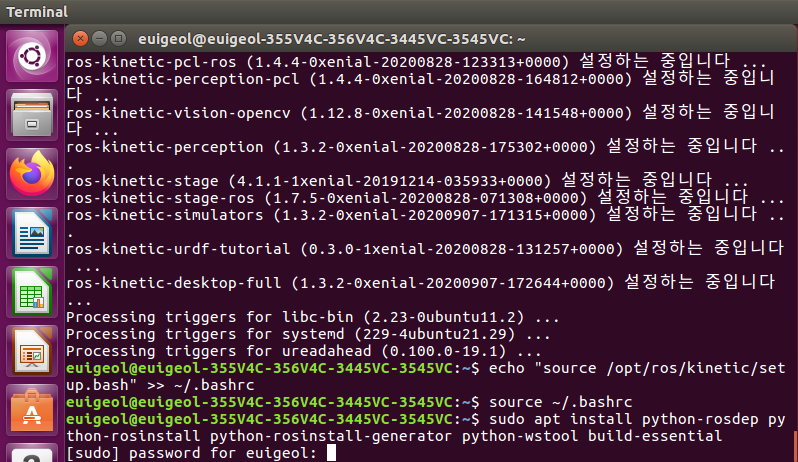 Terminal
euigeol@euigeol-355V4C-356V4C-3445VC-3545VC: ~
ros-kinetic-pcl-ros (1.4.4-0xenial-20200828-123313+0000) 설정하는 중입니다 ...
ros-kinetic-perception-pcl (1.4.4-0xenial-20200828-164812+0000) 설정하는 중입니
다 ...
ros-kinetic-vision-opencv (1.12.8-0xenial-20200828-141548+0000) 설정하는 중입니
다 ...
ros-kinetic-perception (1.3.2-0xenial-20200828-175302+0000) 설정하는 중입니다 ..
.
ros-kinetic-stage (4.1.1-1xenial-20191214-035933+0000) 설정하는 중입니다 ...
ros-kinetic-stage-ros (1.7.5-0xenial-20200828-071308+0000) 설정하는 중입니다 ...
ros-kinetic-simulators (1.3.2-0xenial-20200907-171315+0000) 설정하는 중입니다 ..
.
ros-kinetic-urdf-tutorial (0.3.0-1xenial-20200828-131257+0000) 설정하는 중입니다
 ...
ros-kinetic-desktop-full (1.3.2-0xenial-20200907-172644+0000) 설정하는 중입니다
...
Processing triggers for libc-bin (2.23-0ubuntu11.2) ...
Processing triggers for systemd (229-4ubuntu21.29) ...
Processing triggers for ureadahead (0.100.0-19.1) ...
euigeol@euigeol-355V4C-356V4C-3445VC-3545VC:~$ echo "source /opt/ros/kinetic/set
up.bash" >> ~/.bashrc
euigeol@euigeol-355V4C-356V4C-3445VC-3545VC:~$ source ~/.bashrc
euigeol@euigeol-355V4C-356V4C-3445VC-3545VC:~$ sudo apt install python-rosdep py
thon-rosinstall python-rosinstall-generator python-wstool build-essential
[sudo] password for euigeol: